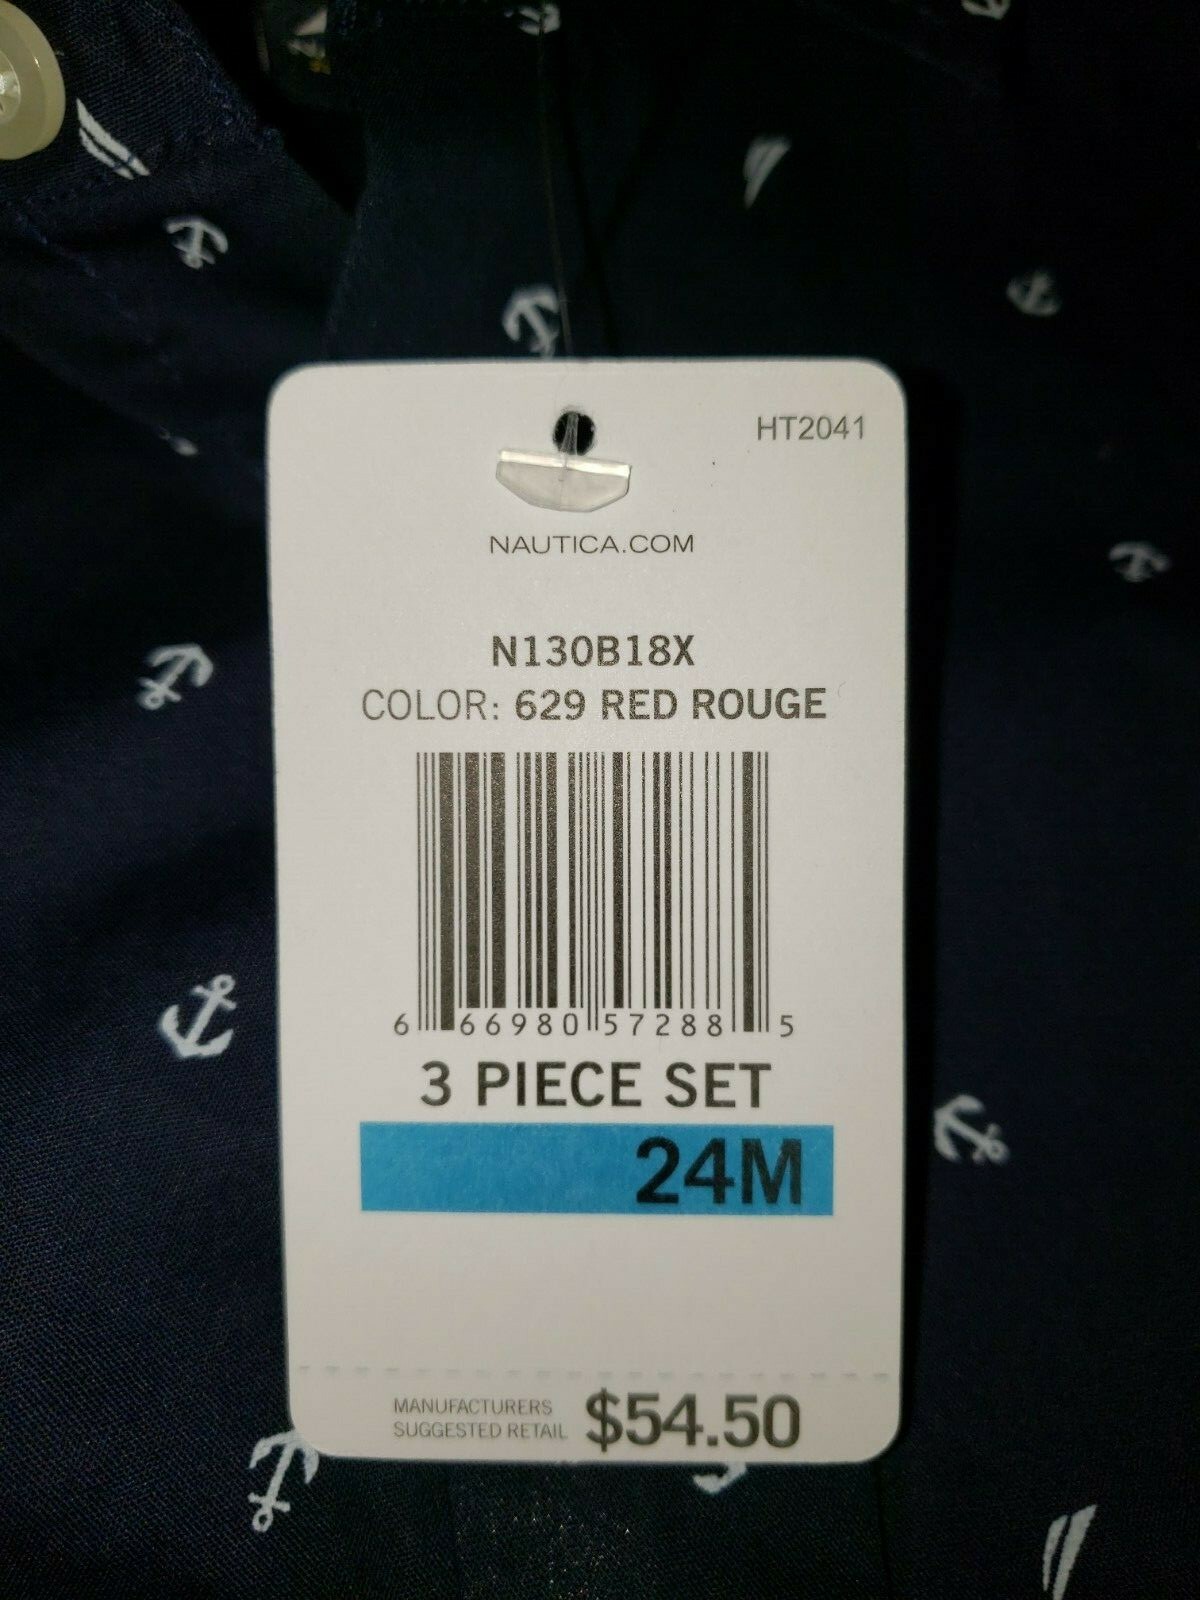 HT2041
NAUTICA.COM
N130B18X
COLOR: 629 RED ROUGE
6 66980 57288 5
3 PIECE SET
24M
MANUFACTURERS
SUGGESTED RETAIL $54.50